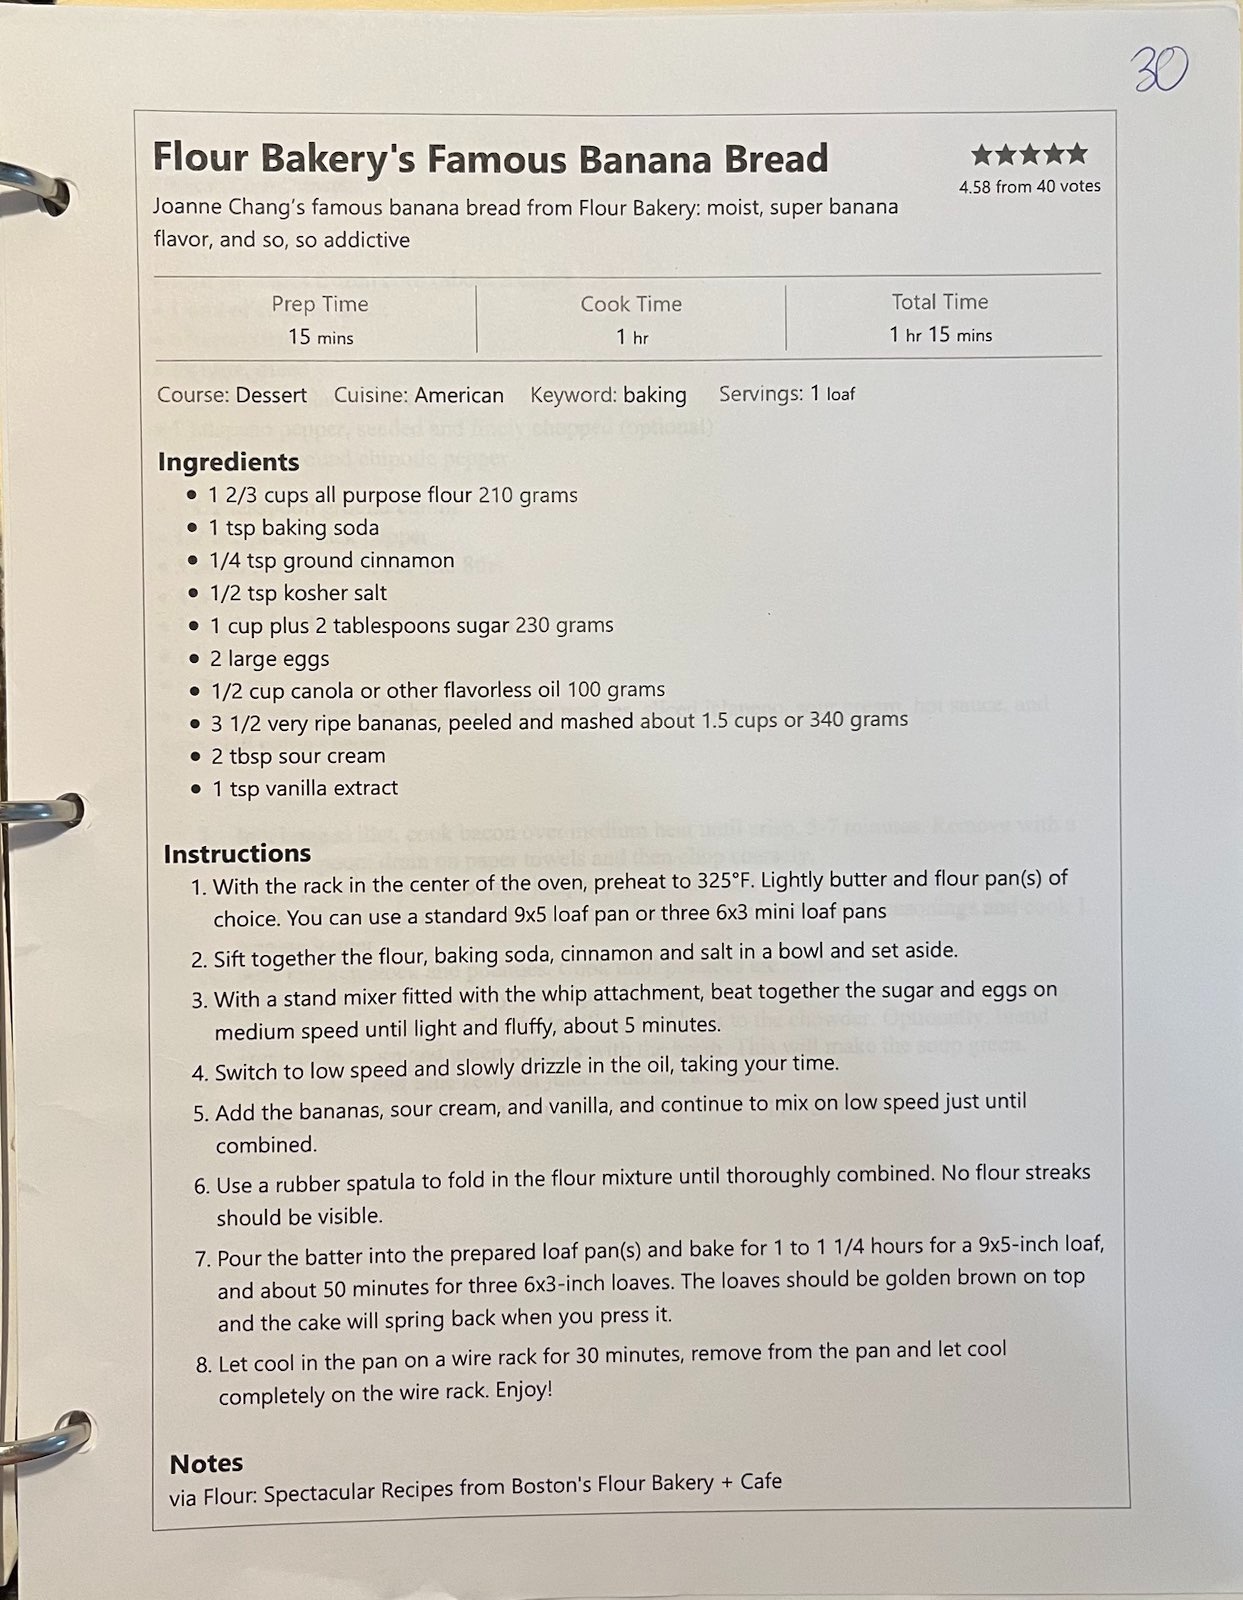 30
Flour Bakery's Famous Banana Bread
4.58 from 40 votes
Joanne Chang's famous banana bread from Flour Bakery: moist, super banana
flavor, and so, so addictive
Prep Time
15 mins
Cook Time
1 hr
Total Time
1 hr 15 mins
Course: Dessert Cuisine: American Keyword: baking Servings: 1 loaf
Ingredients
• 1 2/3 cups all purpose flour 210 grams
• 1 tsp baking soda
• 1/4 tsp ground cinnamon
• 1/2 tsp kosher salt
• 1 cup plus 2 tablespoons sugar 230 grams
• 2 large eggs
• 1/2 cup canola or other flavorless oil 100 grams
• 3 1/2 very ripe bananas, peeled and mashed about 1.5 cups or 340 grams
• 2 tbsp sour cream
• 1 tsp vanilla extract
Instructions
1. With the rack in the center of the oven, preheat to 325°F. Lightly butter and flour pan(s) of
choice. You can use a standard 9x5 loaf pan or three 6x3 mini loaf pans
2. Sift together the flour, baking soda, cinnamon and salt in a bowl and set aside.
3. With a stand mixer fitted with the whip attachment, beat together the sugar and eggs on
medium speed until light and fluffy, about 5 minutes.
4. Switch to low speed and slowly drizzle in the oil, taking your time.
5. Add the bananas, sour cream, and vanilla, and continue to mix on low speed just until
combined.
6. Use a rubber spatula to fold in the flour mixture until thoroughly combined. No flour streaks
should be visible.
7. Pour the batter into the prepared loaf pan(s) and bake for 1 to 1 1/4 hours for a 9x5-inch loaf,
and about 50 minutes for three 6x3-inch loaves. The loaves should be golden brown on top
and the cake will spring back when you press it.
8. Let cool in the pan on a wire rack for 30 minutes, remove from the pan and let cool
completely on the wire rack. Enjoy!
Notes
via Flour: Spectacular Recipes from Boston's Flour Bakery + Cafe